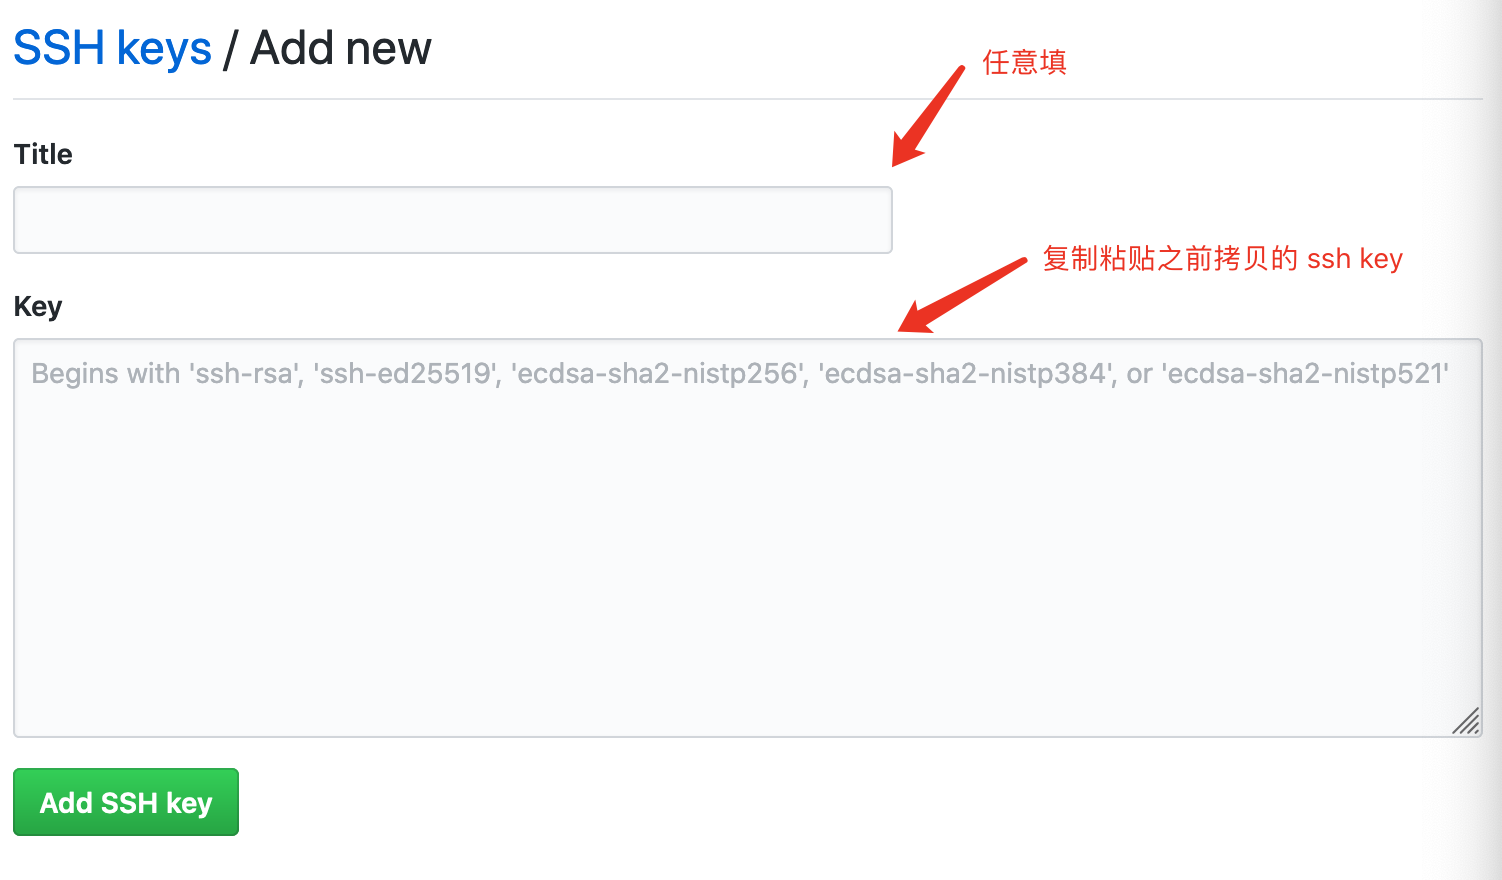 SSH keys / Add new
任意填
Title
复制粘贴之前拷贝的 ssh key
Key
Begins with 'ssh-rsa', 'ssh-ed25519', 'ecdsa-sha2-nistp256', 'ecdsa-sha2-nistp384', or 'ecdsa-sha2-nistp521'
Add SSH key